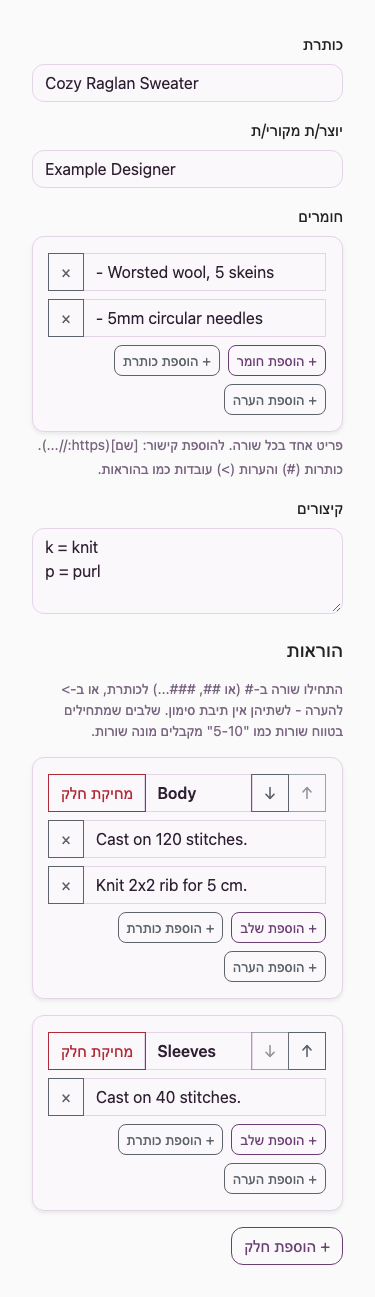 כותרת
Cozy Raglan Sweater
יוצר/ת מקורי/ת
Example Designer
חומרים
- Worsted wool, 5 skeins ×
- 5mm circular needles ×
+ הוספת חומר + הוספת כותרת
+ הוספת הערה
פריט אחד בכל שורה. להוספת קישור: [שם](https://...).
כותרות (#) והערות (>) עובדות כמו בהוראות.
קיצורים
k = knit
p = purl
הוראות
התחילו שורה ב-# (או ##, ###...) לכותרת, או ב->
להערה - לשתיהן אין תיבת סימון. שלבים שמתחילים
בטווח שורות כמו "5-10" מקבלים מונה שורות.
↑ ↓ Body מחיקת חלק
Cast on 120 stitches. ×
Knit 2x2 rib for 5 cm. ×
+ הוספת שלב + הוספת כותרת
+ הוספת הערה
↑ ↓ Sleeves מחיקת חלק
Cast on 40 stitches. ×
+ הוספת שלב + הוספת כותרת
+ הוספת הערה
+ הוספת חלק